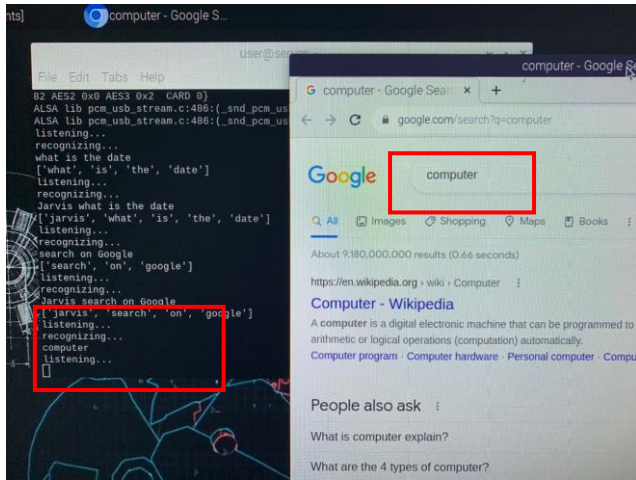 nts]
computer - Google S...
user@se
File Edit Tabs Help
82 AES2 0x0 AES3 0x2 CARD 0}
ALSA lib pcm_usb_stream.c:486:(_snd_pcm_us
ALSA lib pcm_usb_stream.c:486:(_snd_pcm_us
listening...
recognizing...
what is the date
['what', 'is', 'the', 'date']
listening...
recognizing...
Jarvis what is the date
['jarvis', 'what', 'is', 'the', 'date']
listening...
recognizing...
search on Google
['search', 'on', 'google']
listening...
recognizing...
Jarvis search on Google
['jarvis', 'search', 'on', 'google']
listening...
recognizing...
computer
listening...
computer - Google Se
computer - Google Sear
google.com/search?q=computer
Google
computer
All Images Shopping Maps Books
About 9,180,000,000 results (0.66 seconds)
https://en.wikipedia.org › wiki › Computer
Computer - Wikipedia
A computer is a digital electronic machine that can be programmed to
arithmetic or logical operations (computation) automatically.
Computer program · Computer hardware · Personal computer · Compu
People also ask
What is computer explain?
What are the 4 types of computer?